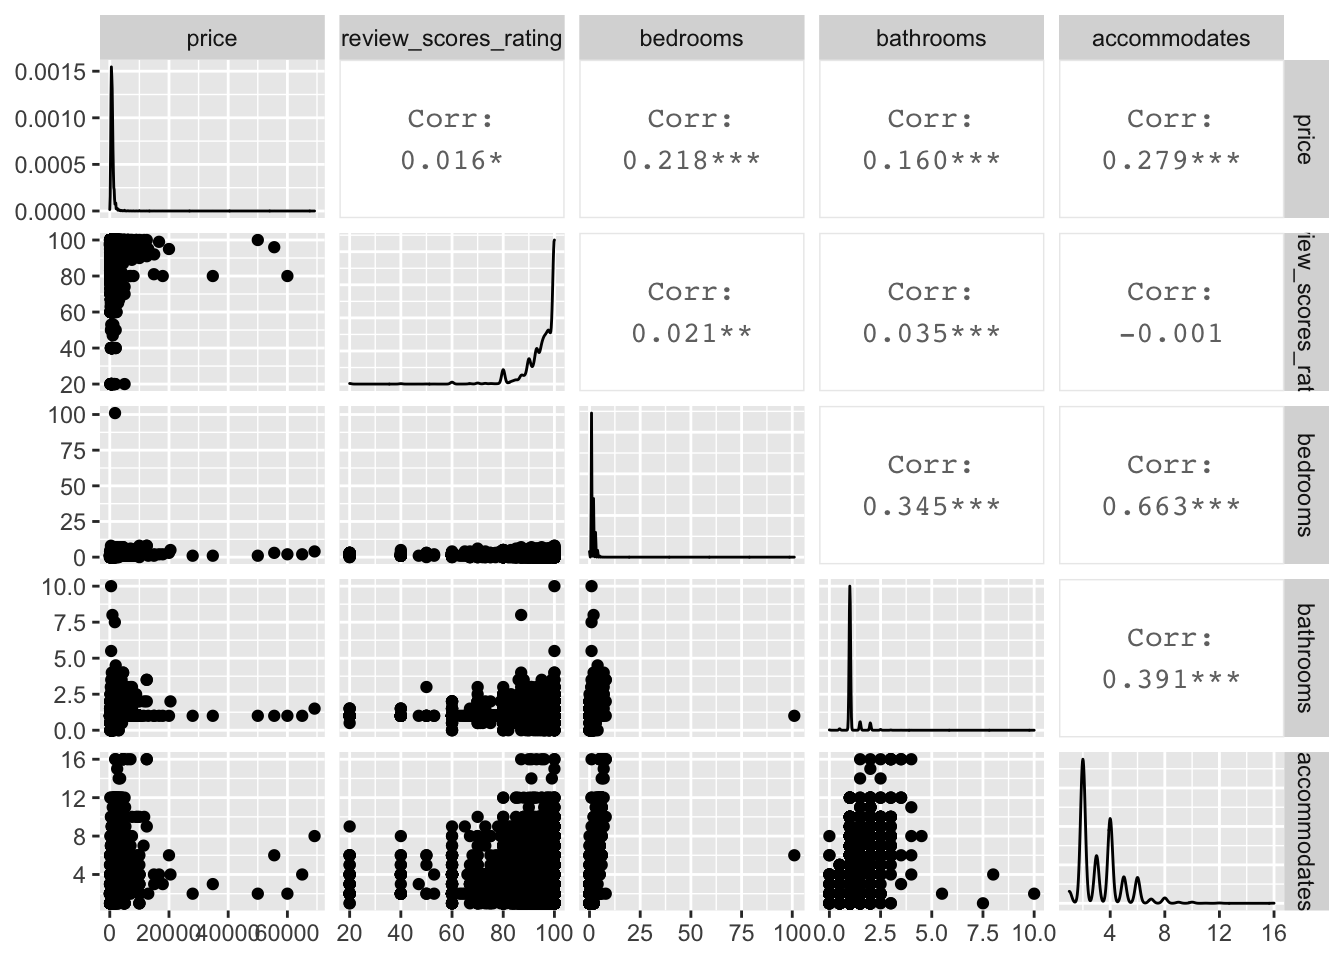 price review_scores_rating bedrooms bathrooms accommodates
0.0015
0.0010
0.0005
0.0000
Corr:
0.016*
Corr:
0.218***
Corr:
0.160***
Corr:
0.279***
price
100
80
60
40
20
Corr:
0.021**
Corr:
0.035***
Corr:
-0.001
iew_scores_rat
100
75
50
25
0
Corr:
0.345***
Corr:
0.663***
bedrooms
10.0
7.5
5.0
2.5
0.0
Corr:
0.391***
bathrooms
16
12
8
4
accommodates
0 20000 40000 60000
20 40 60 80 100
0 25 50 75 100
0.0 2.5 5.0 7.5 10.0
4 8 12 16